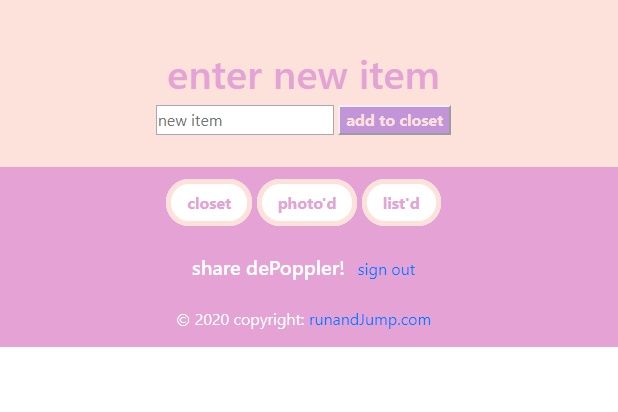 enter new item
new item add to closet
closet photo'd list'd
share dePoppler! sign out
© 2020 copyright: runandJump.com